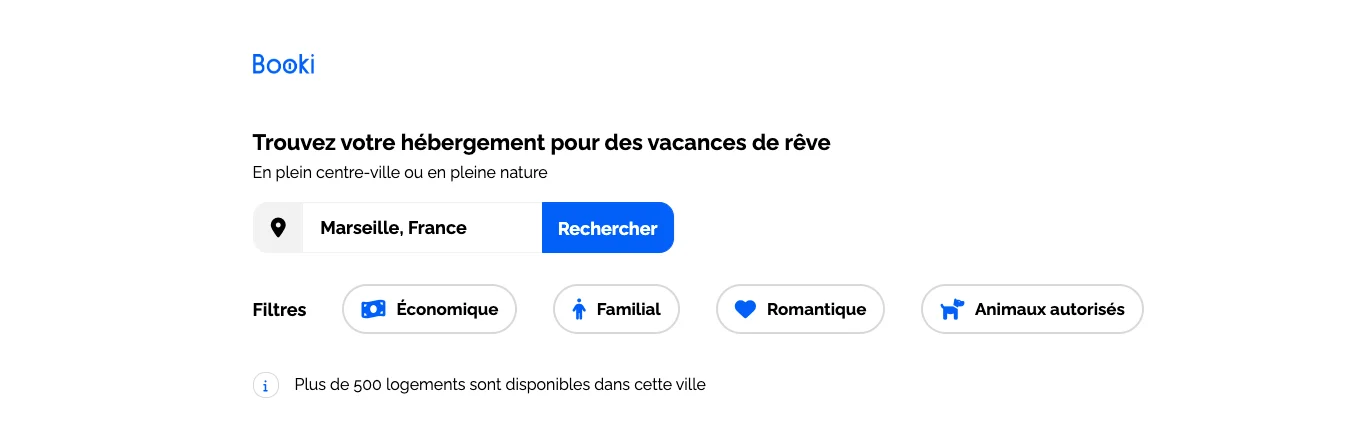 Booki
Trouvez votre hébergement pour des vacances de rêve
En plein centre-ville ou en pleine nature
Marseille, France Rechercher
Filtres Économique Familial Romantique Animaux autorisés
i Plus de 500 logements sont disponibles dans cette ville